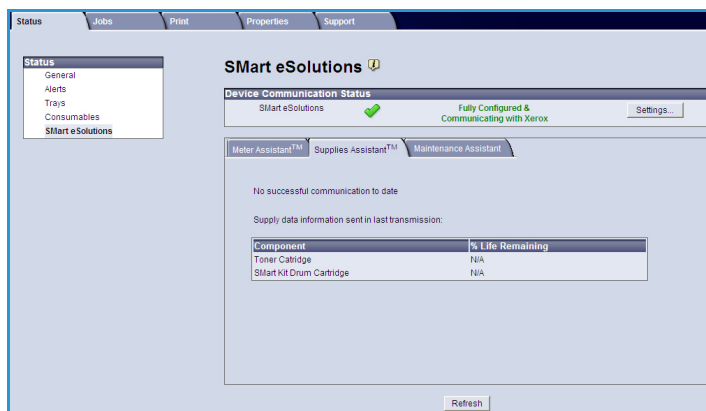 Status Jobs Print Properties Support
Status
General
Alerts
Trays
Consumables
SMart eSolutions
SMart eSolutions
Device Communication Status
SMart eSolutions Fully Configured & Settings...
Communicating with Xerox
Meter Assistant™ Supplies Assistant™ Maintenance Assistant
No successful communication to date
Supply data information sent in last transmission:
Component % Life Remaining
Toner Catridge N/A
SMart Kit Drum Cartridge N/A
Refresh